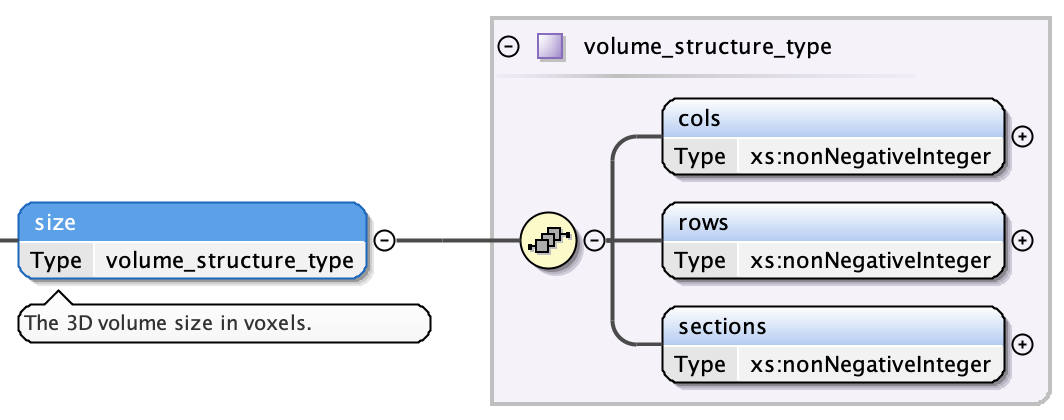 volume_structure_type
cols
Type xs:nonNegativeInteger
size
Type volume_structure_type
The 3D volume size in voxels.
rows
Type xs:nonNegativeInteger
sections
Type xs:nonNegativeInteger